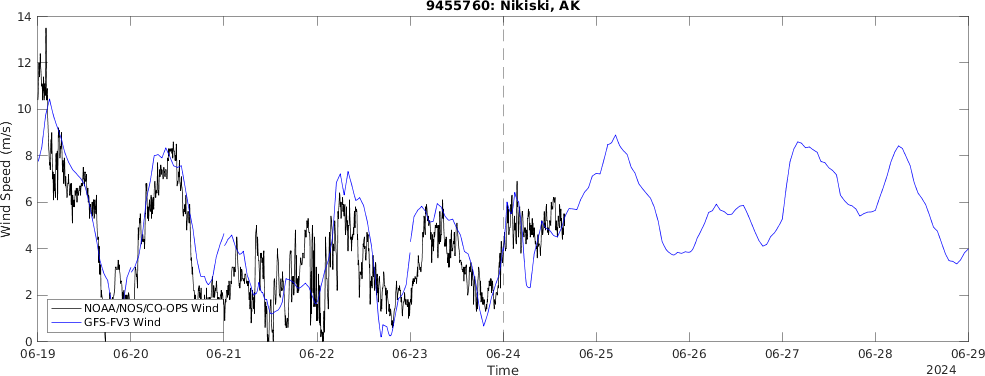 9455760: Nikiski, AK
Wind Speed (m/s)
14
12
10
8
6
4
2
0
NOAA/NOS/CO-OPS Wind
GFS-FV3 Wind
06-19 06-20 06-21 06-22 06-23 06-24 06-25 06-26 06-27 06-28 06-29
Time
2024